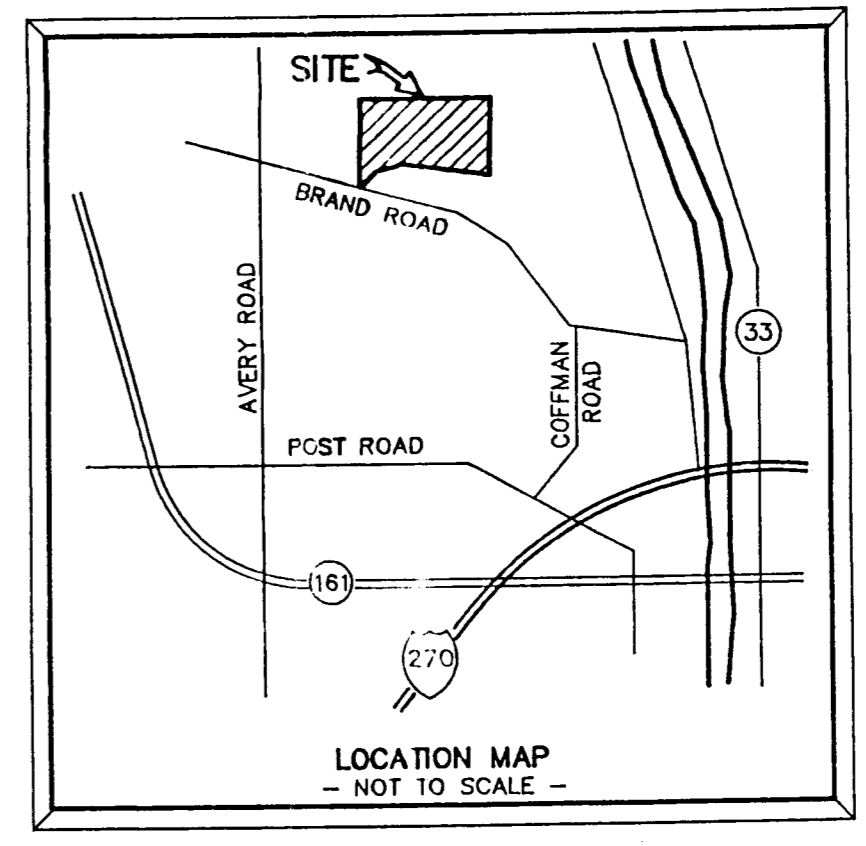 SITE
BRAND ROAD
AVERY ROAD
33
COFFMAN
ROAD
POST ROAD
161
270
LOCATION MAP
- NOT TO SCALE -